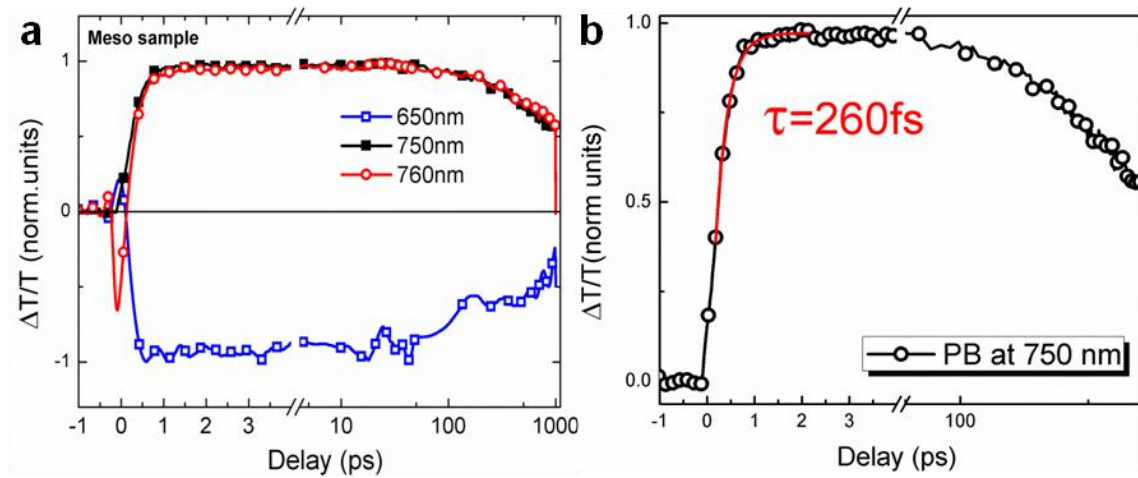 a
Meso sample
ΔT/T (norm.units)
1
0
-1
650nm
750nm
760nm
-1 0 1 2 3 10 100 1000
Delay (ps)
b
ΔT/T(norm units)
1.0
0.5
0.0
τ=260fs
PB at 750 nm
-1 0 1 2 3 100
Delay (ps)